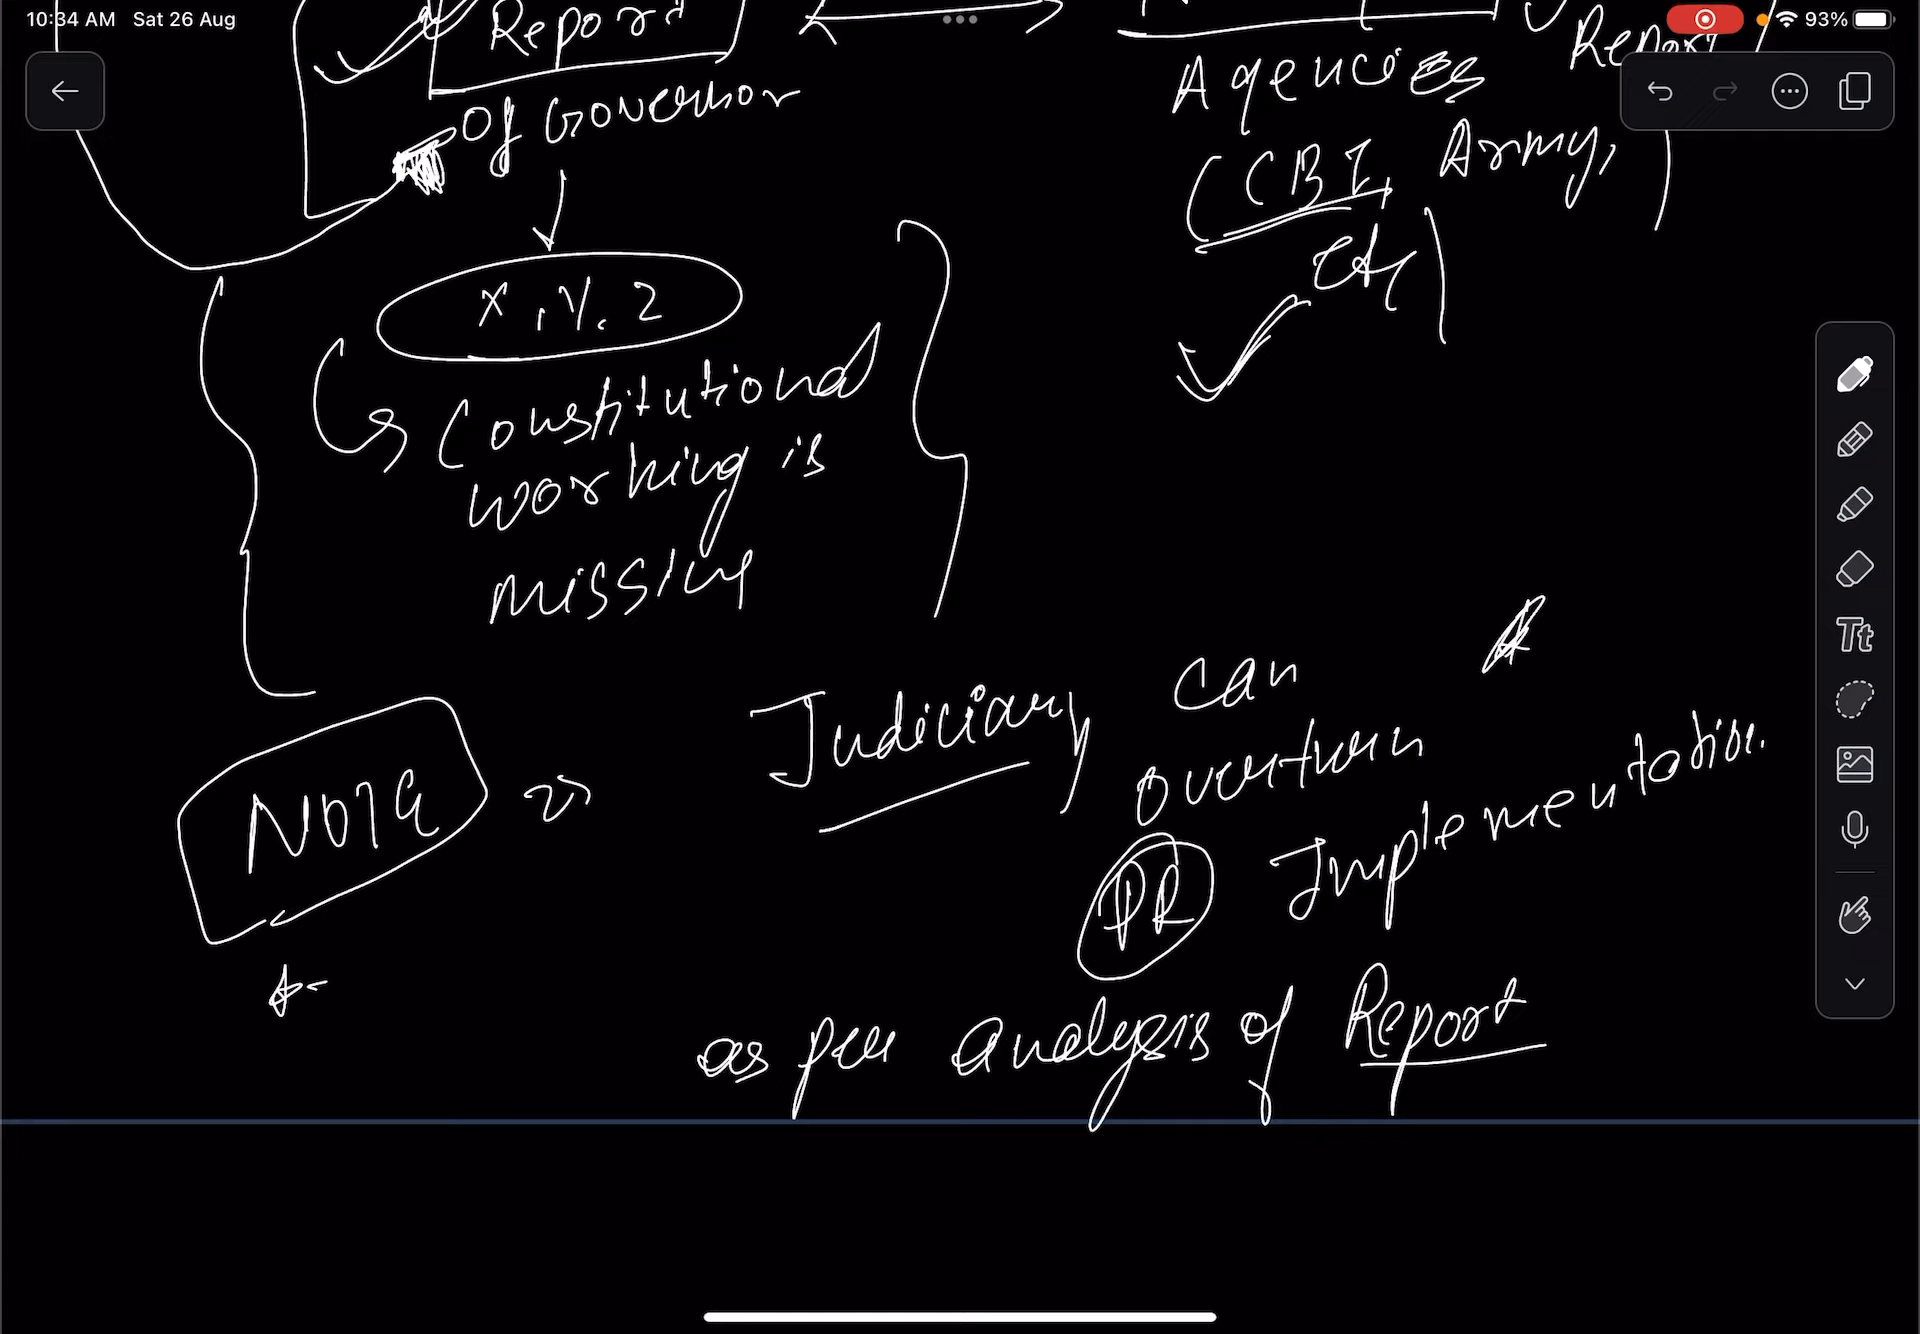 10:34 AM Sat 26 Aug
93%
Report
Report
Of Governor
Agencies
(CBI, Army,
etc)
X, Y, Z
Constitutional
working is
missing
NOTE
Judiciary can
overturn
PR Implementation.
as per analysis of Report
Tt